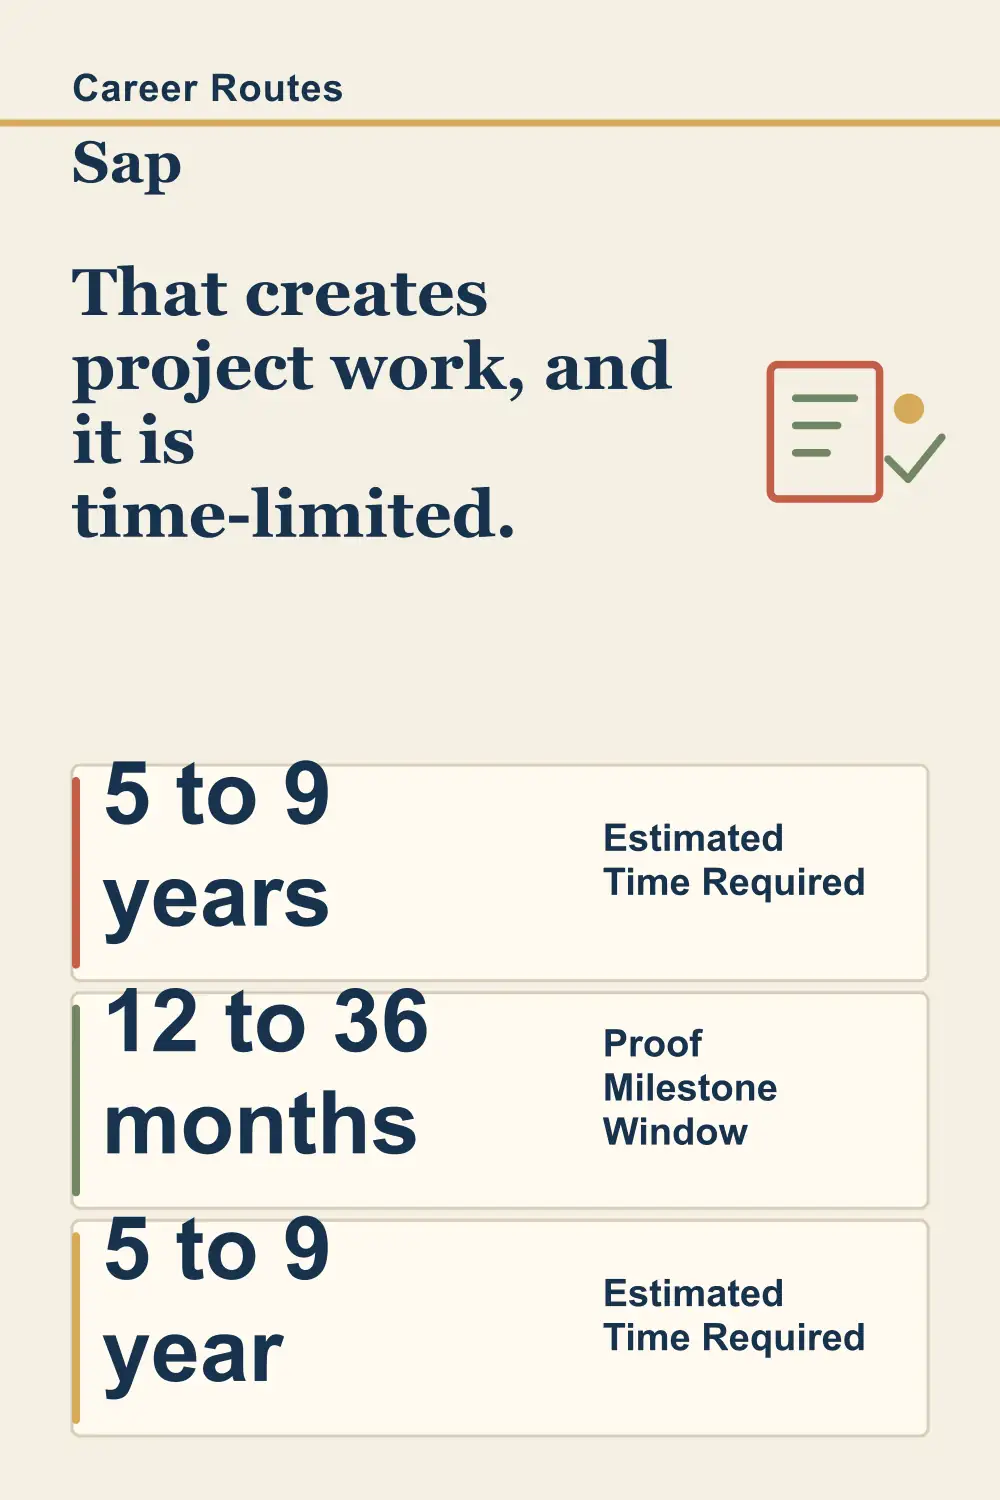 Career Routes
Sap
That creates
project work, and
it is
time-limited.
5 to 9
years
Estimated
Time Required
12 to 36
months
Proof
Milestone
Window
5 to 9
year
Estimated
Time Required